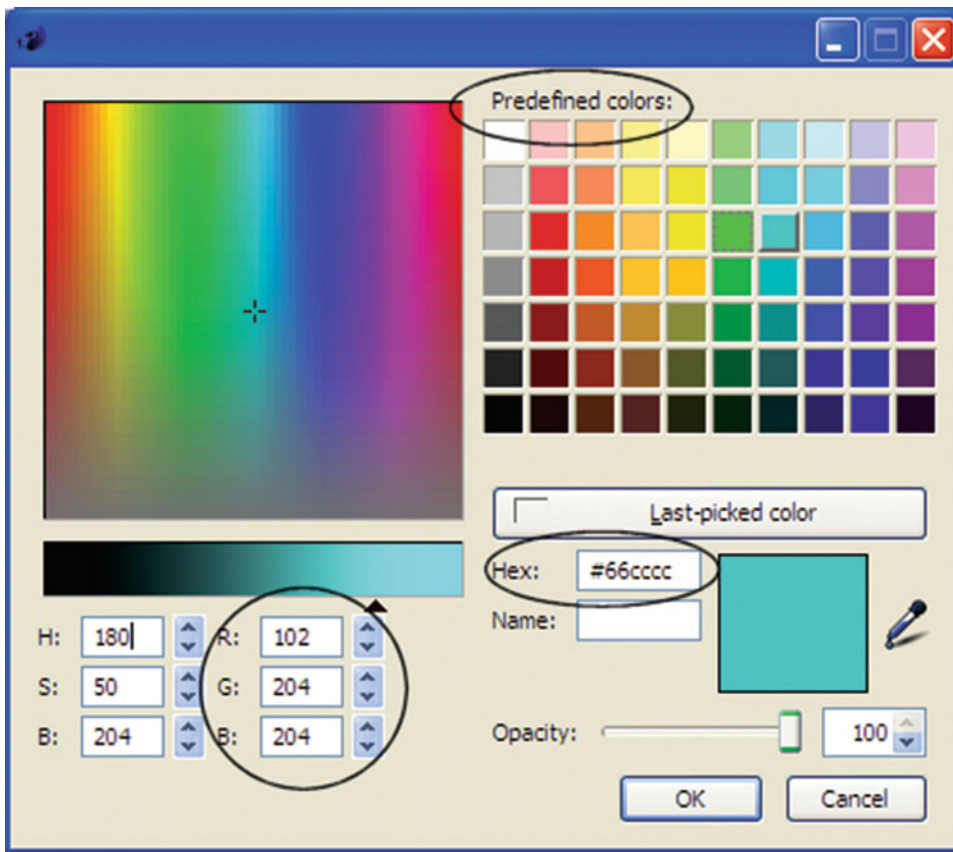 Predefined colors:
Last-picked color
Hex: #66cccc
Name:
H: 180 R: 102
S: 50 G: 204
B: 204 B: 204
Opacity: 100
OK Cancel